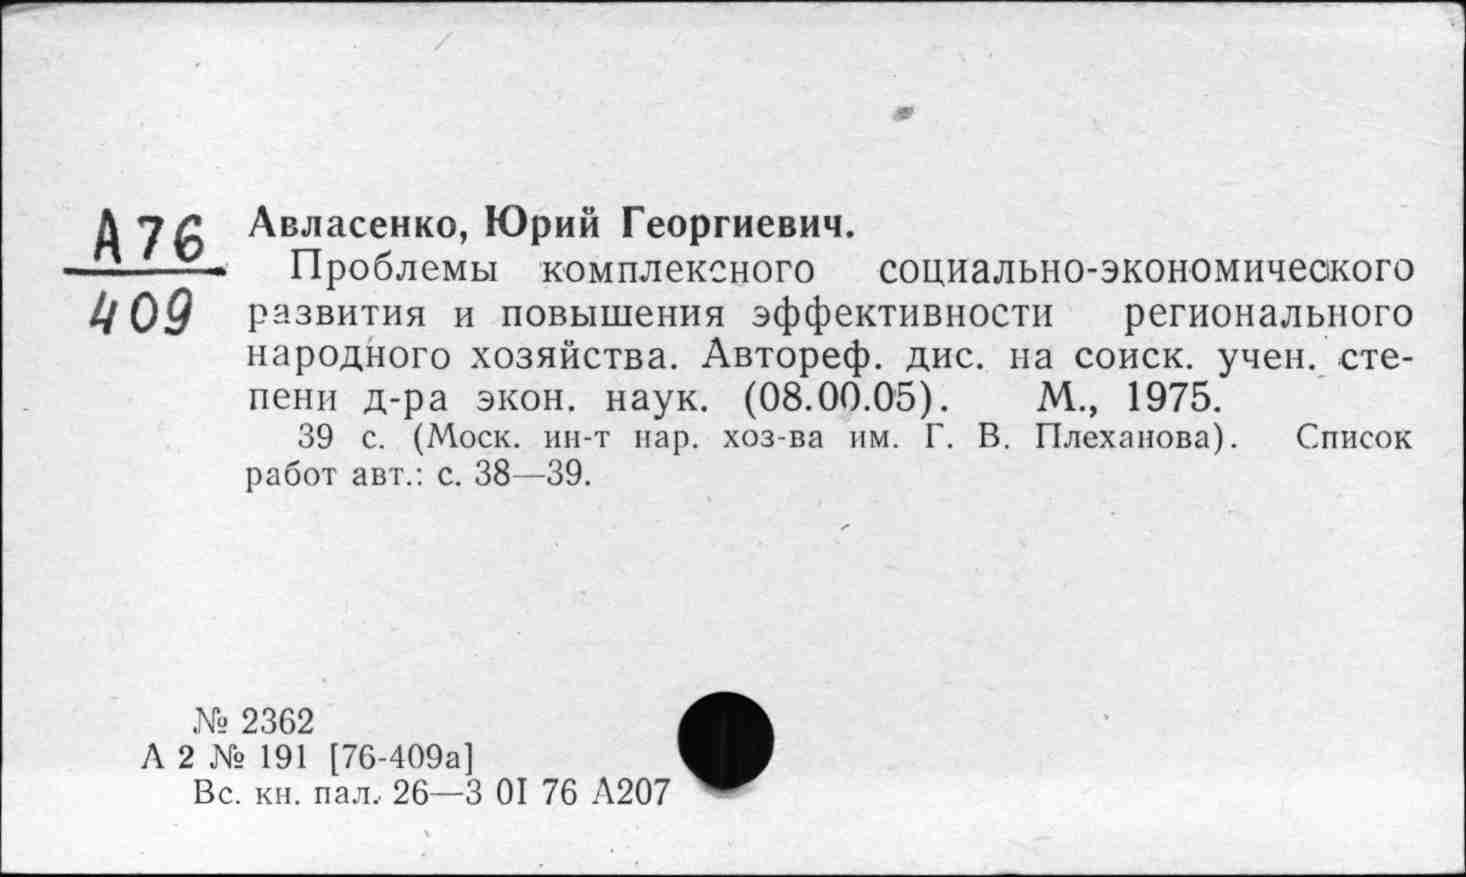 А76
409
Авласенко, Юрий Георгиевич.
Проблемы комплексного социально-экономического
развития и повышения эффективности регионального
народного хозяйства. Автореф. дис. на соиск. учен. сте-
пени д-ра экон. наук. (08.00.05). М., 1975.
39 с. (Моск. ин-т нар. хоз-ва им. Г. В. Плеханова). Список
работ авт.: с. 38—39.
№ 2362
А 2 № 191 [76-409а]
Вс. кн. пал. 26—3 01 76 А207